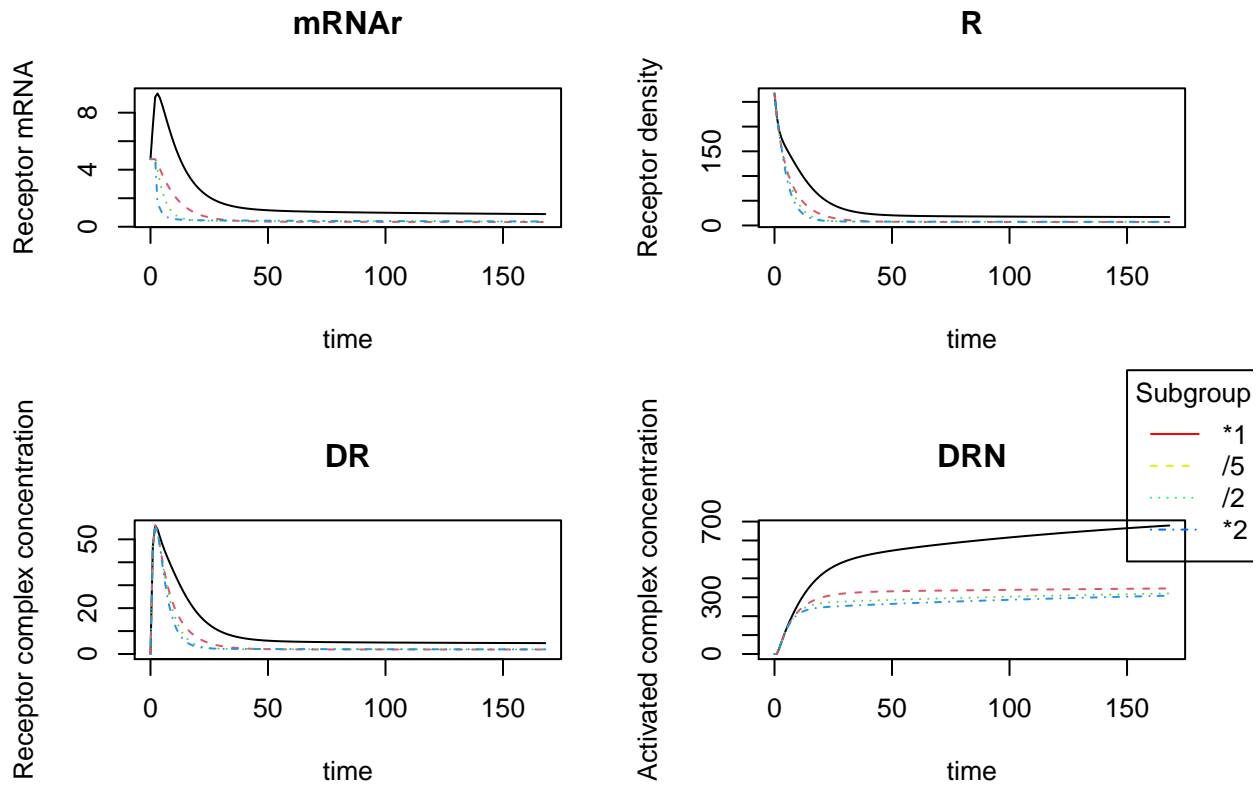 mRNAr
Receptor mRNA
0 4 8
0 50 100 150
time
R
Receptor density
0 150
0 50 100 150
time
DR
Receptor complex concentration
0 20 50
0 50 100 150
time
DRN
Activated complex concentration
0 300 700
0 50 100 150
time
Subgroup
*1
/5
/2
*2